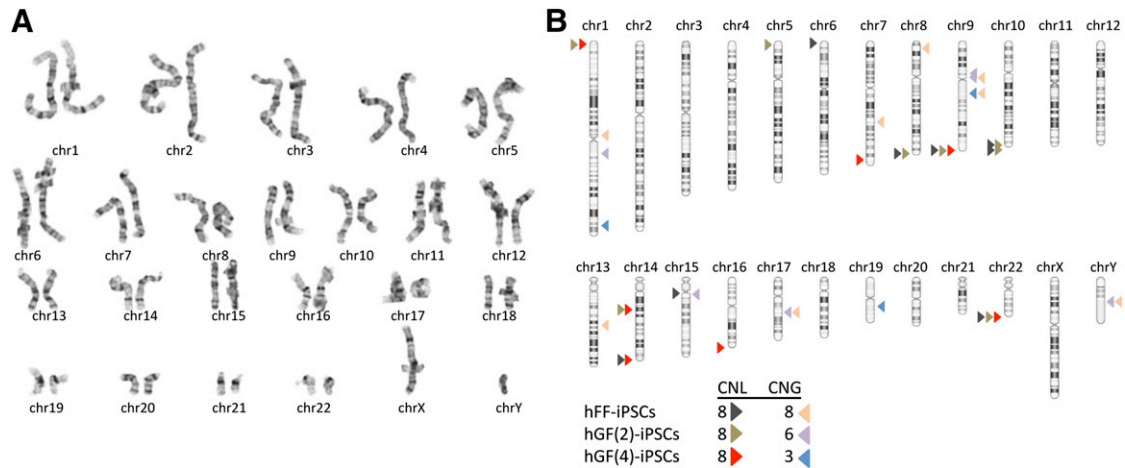 A
chr1 chr2 chr3 chr4 chr5
chr6 chr7 chr8 chr9 chr10 chr11 chr12
chr13 chr14 chr15 chr16 chr17 chr18
chr19 chr20 chr21 chr22 chrX chrY
B
chr1 chr2 chr3 chr4 chr5 chr6 chr7 chr8 chr9 chr10 chr11 chr12
chr13 chr14 chr15 chr16 chr17 chr18 chr19 chr20 chr21 chr22 chrX chrY
CNL CNG
hFF-iPSCs 8 8
hGF(2)-iPSCs 8 6
hGF(4)-iPSCs 8 3